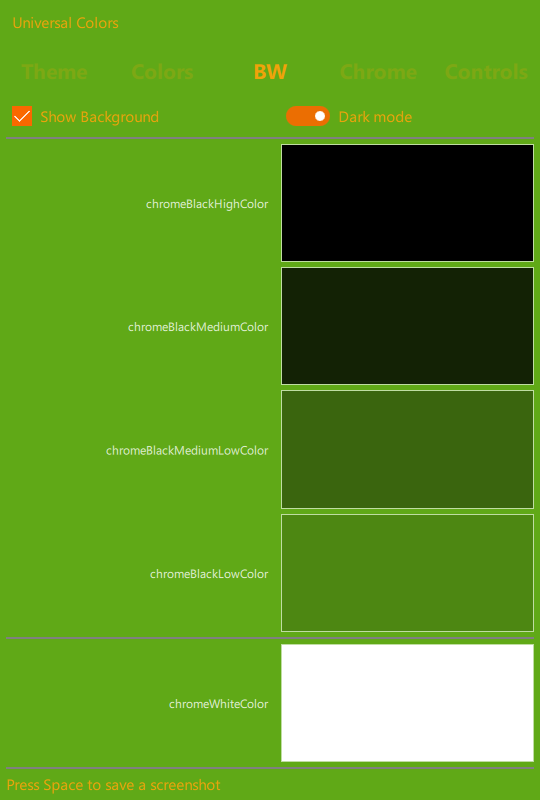 Universal Colors
Theme Colors BW Chrome Controls
Show Background Dark mode
chromeBlackHighColor
chromeBlackMediumColor
chromeBlackMediumLowColor
chromeBlackLowColor
chromeWhiteColor
Press Space to save a screenshot